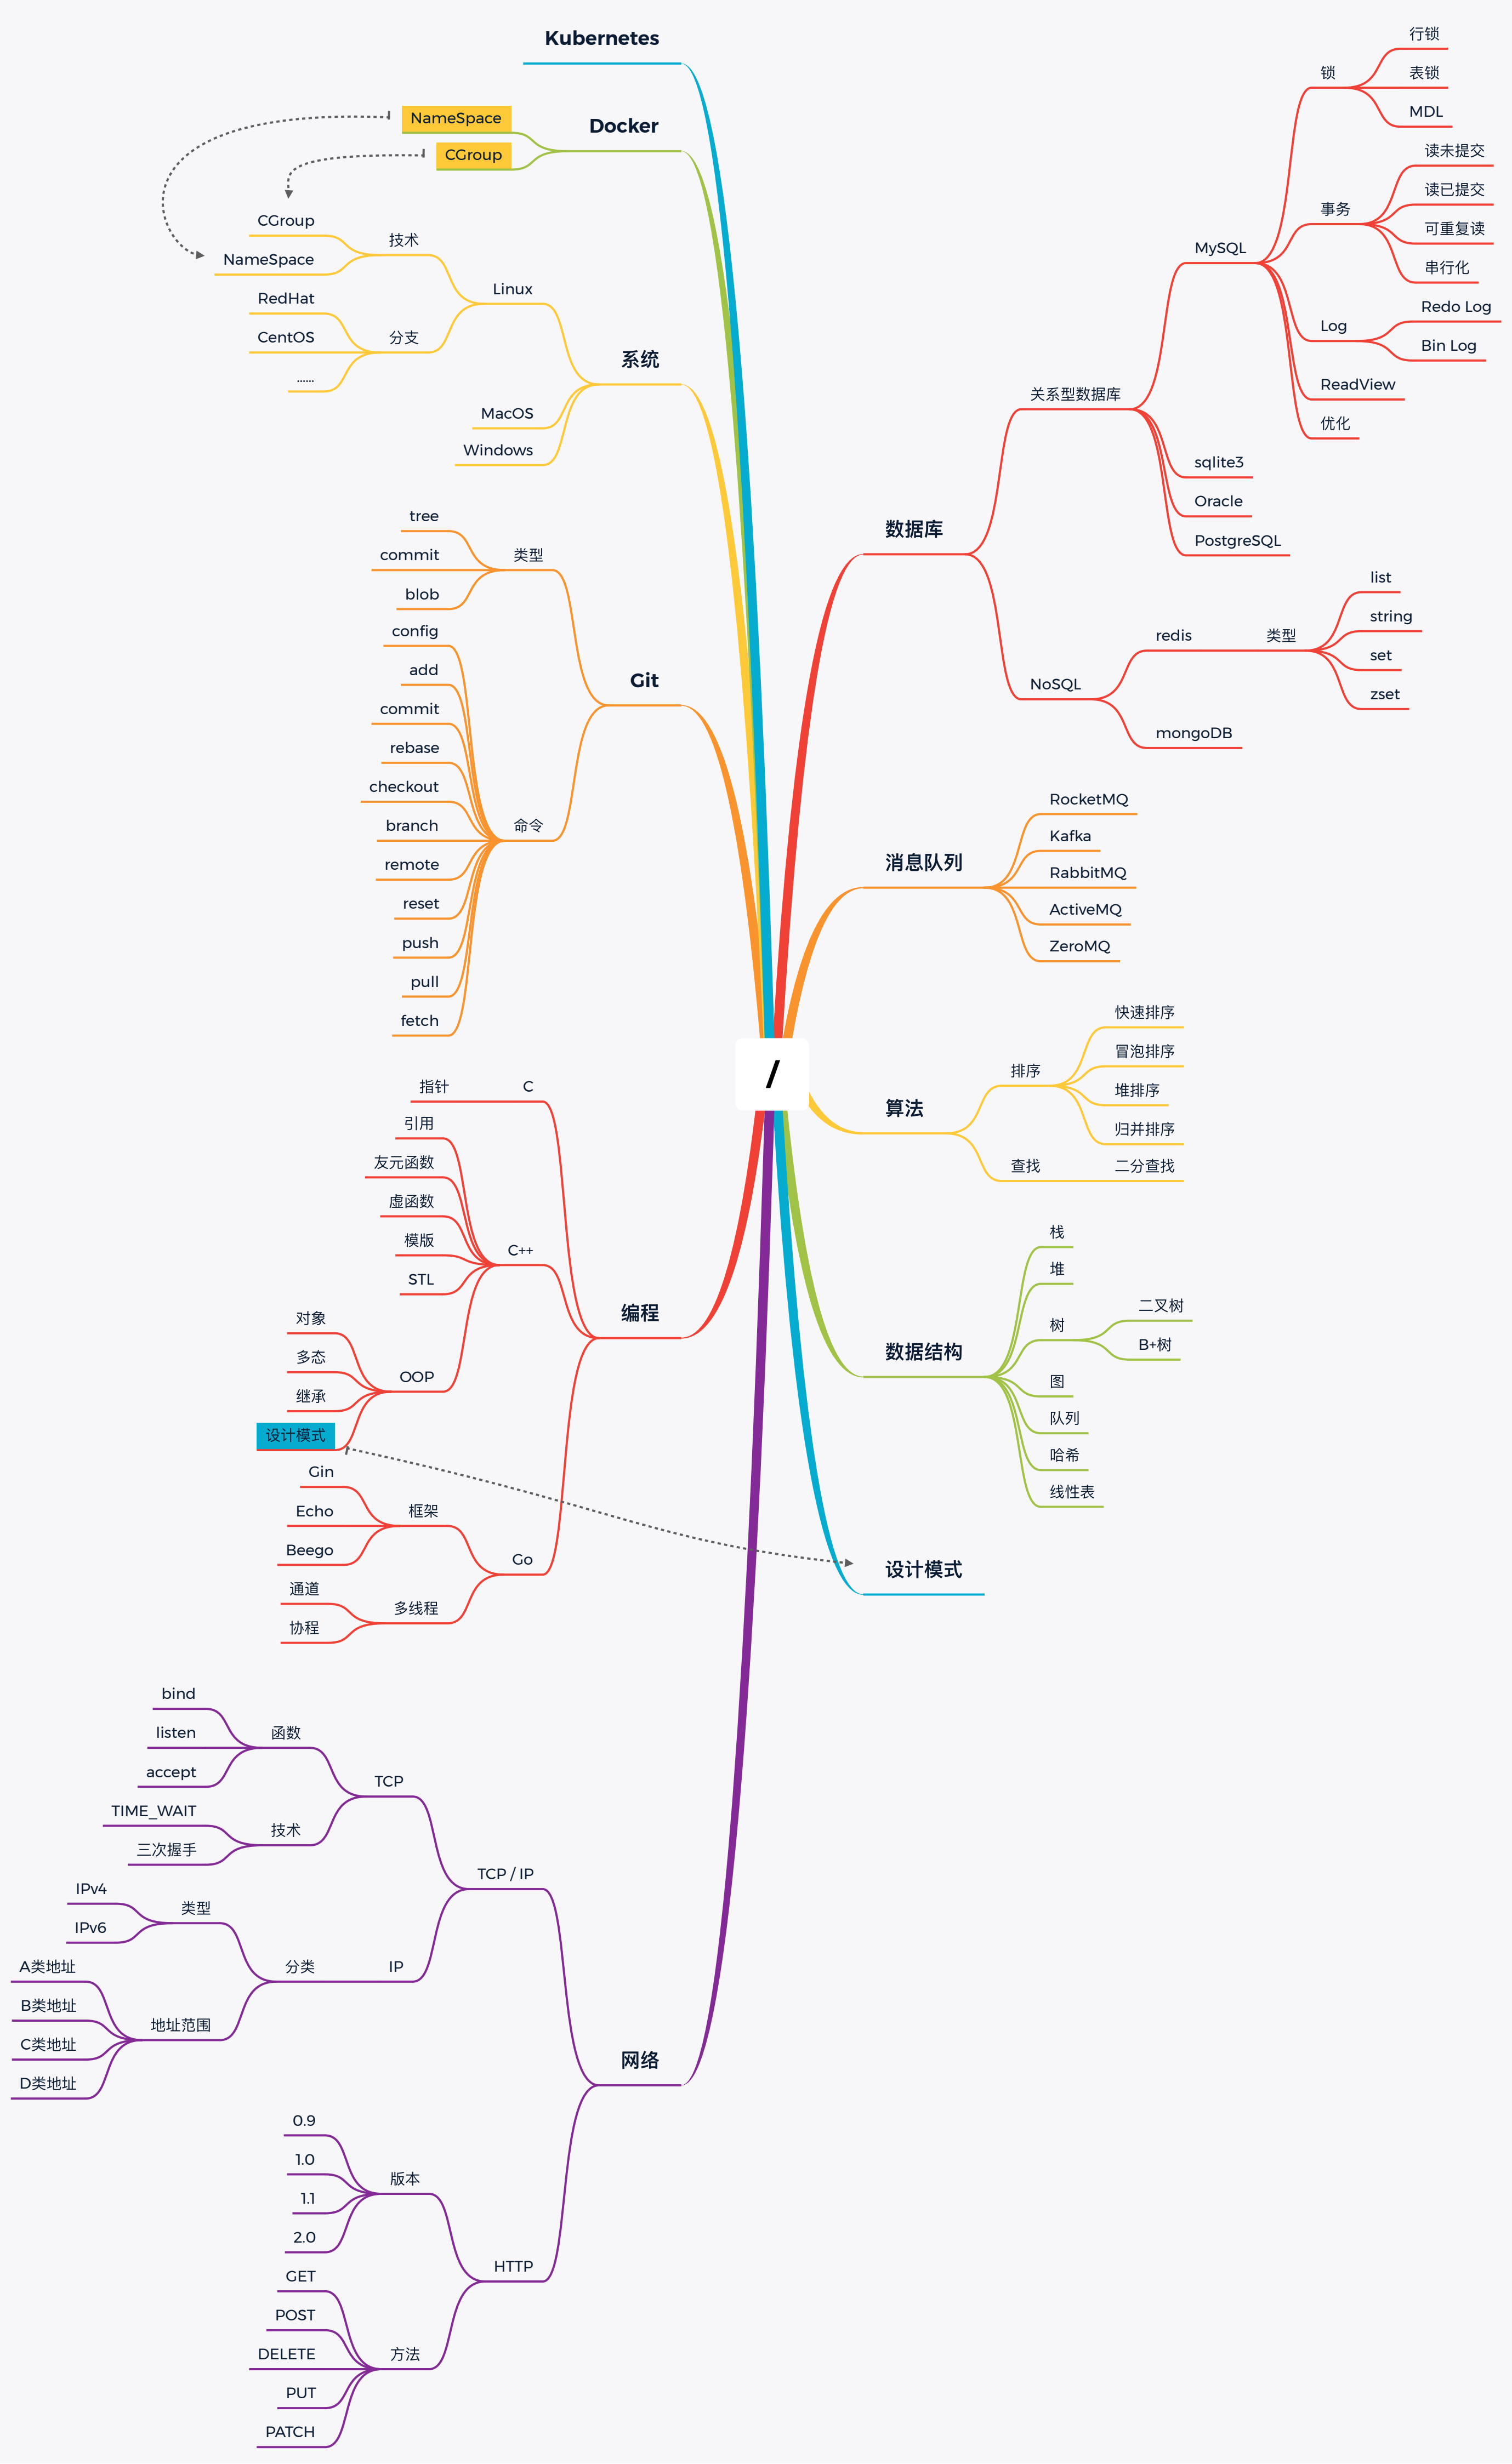 /
Kubernetes
Docker
NameSpace
CGroup
系统
Linux
技术
CGroup
NameSpace
分支
RedHat
CentOS
......
MacOS
Windows
Git
类型
tree
commit
blob
命令
config
add
commit
rebase
checkout
branch
remote
reset
push
pull
fetch
编程
C
指针
C++
引用
友元函数
虚函数
模版
STL
OOP
对象
多态
继承
设计模式
Go
框架
Gin
Echo
Beego
多线程
通道
协程
网络
TCP / IP
TCP
函数
bind
listen
accept
技术
TIME_WAIT
三次握手
IP
分类
类型
IPv4
IPv6
地址范围
A类地址
B类地址
C类地址
D类地址
HTTP
版本
0.9
1.0
1.1
2.0
方法
GET
POST
DELETE
PUT
PATCH
数据库
关系型数据库
MySQL
锁
行锁
表锁
MDL
事务
读未提交
读已提交
可重复读
串行化
Log
Redo Log
Bin Log
ReadView
优化
sqlite3
Oracle
PostgreSQL
NoSQL
redis
类型
list
string
set
zset
mongoDB
消息队列
RocketMQ
Kafka
RabbitMQ
ActiveMQ
ZeroMQ
算法
排序
快速排序
冒泡排序
堆排序
归并排序
查找
二分查找
数据结构
栈
堆
树
二叉树
B+树
图
队列
哈希
线性表
设计模式